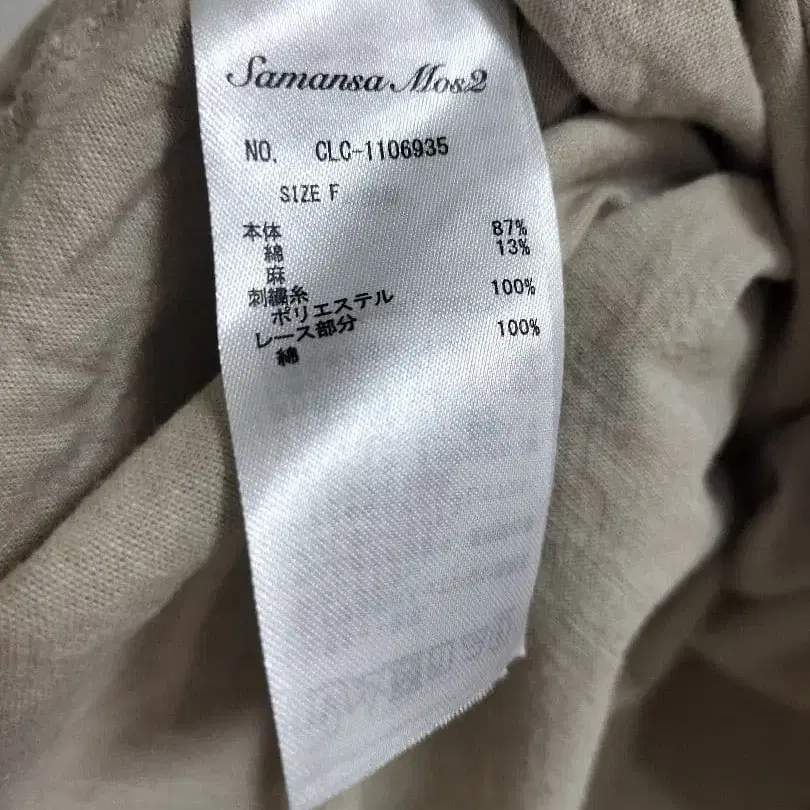 Samansa Mos2
NO. CLC-1106935
SIZE F
本体
綿 87%
麻 13%
刺繍糸
ポリエステル 100%
レース部分
綿 100%